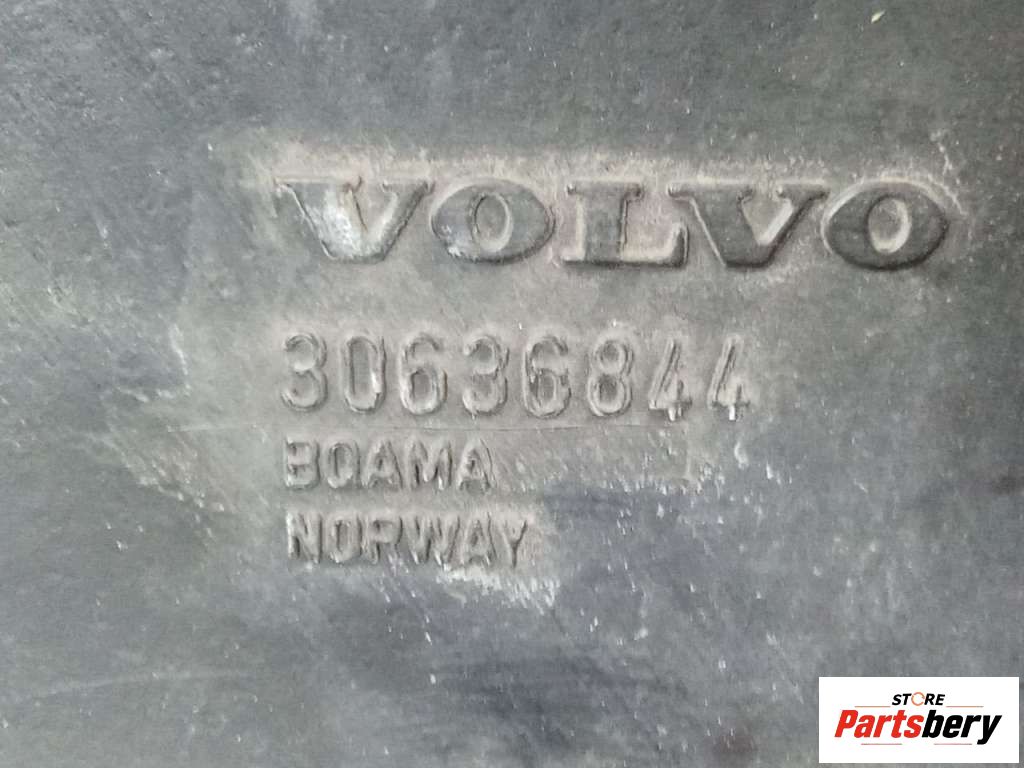 VOLVO
30636844
BOAMA
NORWAY
STORE
Partsbery